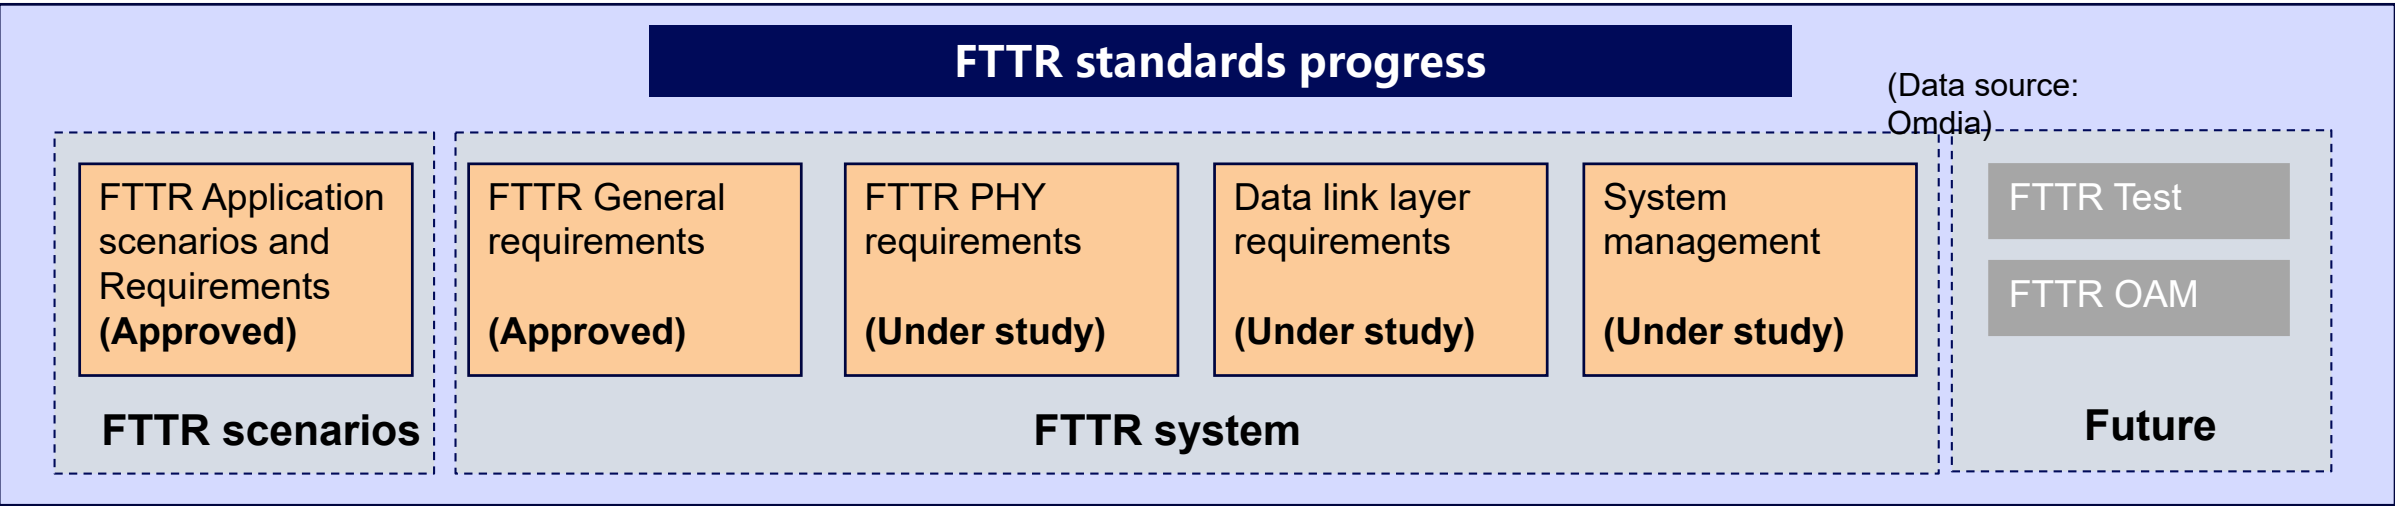 FTTR standards progress
(Data source:
Omdia)
FTTR Application
scenarios and
Requirements
(Approved)
FTTR scenarios
FTTR General
requirements
(Approved)
FTTR PHY
requirements
(Under study)
Data link layer
requirements
(Under study)
System
management
(Under study)
FTTR system
FTTR Test
FTTR OAM
Future